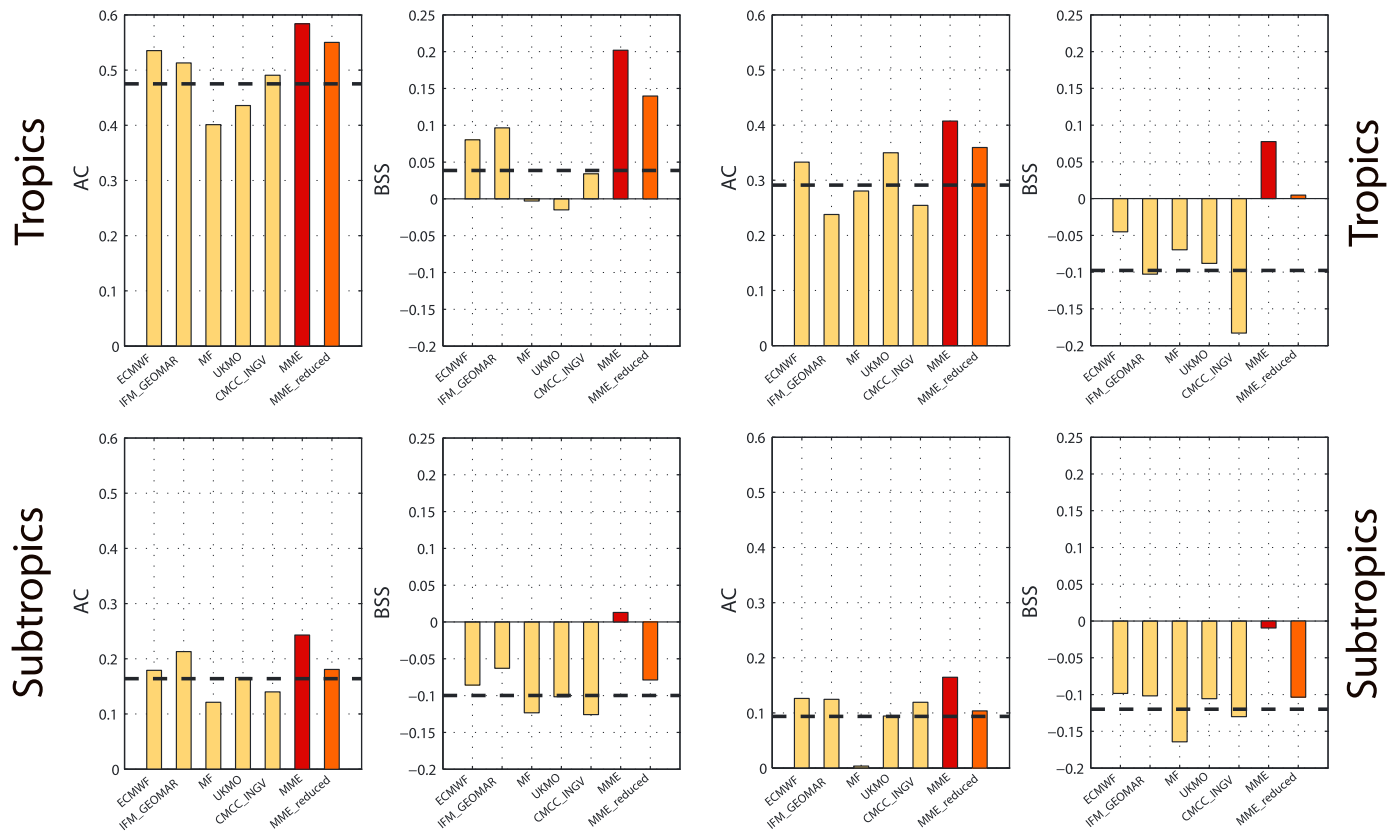 Tropics
AC
0.6
0.5
0.4
0.3
0.2
0.1
0
ECMWF
IFM_GEOMAR
MF
UKMO
CMCC_INGV
MME
MME_reduced
BSS
0.25
0.2
0.15
0.1
0.05
0
−0.05
−0.1
−0.15
−0.2
ECMWF
IFM_GEOMAR
MF
UKMO
CMCC_INGV
MME
MME_reduced
AC
0.6
0.5
0.4
0.3
0.2
0.1
0
ECMWF
IFM_GEOMAR
MF
UKMO
CMCC_INGV
MME
MME_reduced
BSS
0.25
0.2
0.15
0.1
0.05
0
−0.05
−0.1
−0.15
−0.2
ECMWF
IFM_GEOMAR
MF
UKMO
CMCC_INGV
MME
MME_reduced
Tropics
Subtropics
AC
0.6
0.5
0.4
0.3
0.2
0.1
0
ECMWF
IFM_GEOMAR
MF
UKMO
CMCC_INGV
MME
MME_reduced
BSS
0.25
0.2
0.15
0.1
0.05
0
−0.05
−0.1
−0.15
−0.2
ECMWF
IFM_GEOMAR
MF
UKMO
CMCC_INGV
MME
MME_reduced
AC
0.6
0.5
0.4
0.3
0.2
0.1
0
ECMWF
IFM_GEOMAR
MF
UKMO
CMCC_INGV
MME
MME_reduced
BSS
0.25
0.2
0.15
0.1
0.05
0
−0.05
−0.1
−0.15
−0.2
ECMWF
IFM_GEOMAR
MF
UKMO
CMCC_INGV
MME
MME_reduced
Subtropics